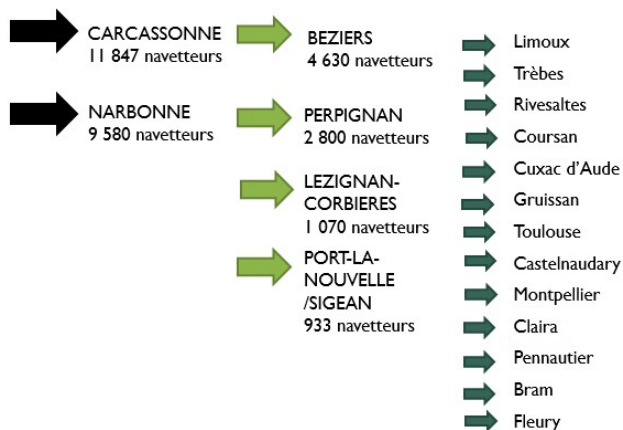 CARCASSONNE
11 847 navetteurs
NARBONNE
9 580 navetteurs
BEZIERS
4 630 navetteurs
PERPIGNAN
2 800 navetteurs
LEZIGNAN-
CORBIERES
1 070 navetteurs
PORT-LA-
NOUVELLE
/SIGEAN
933 navetteurs
Limoux
Trèbes
Rivesaltes
Coursan
Cuxac d'Aude
Gruissan
Toulouse
Castelnaudary
Montpellier
Claira
Pennautier
Bram
Fleury